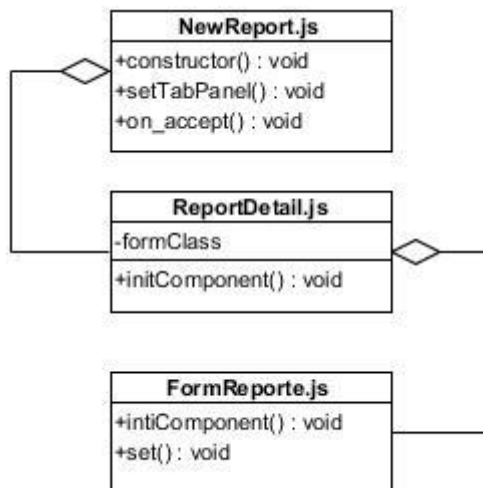 NewReport.js
+constructor() : void
+setTabPanel() : void
+on_accept() : void
ReportDetail.js
-formClass
+initComponent() : void
FormReporte.js
+intiComponent() : void
+set() : void